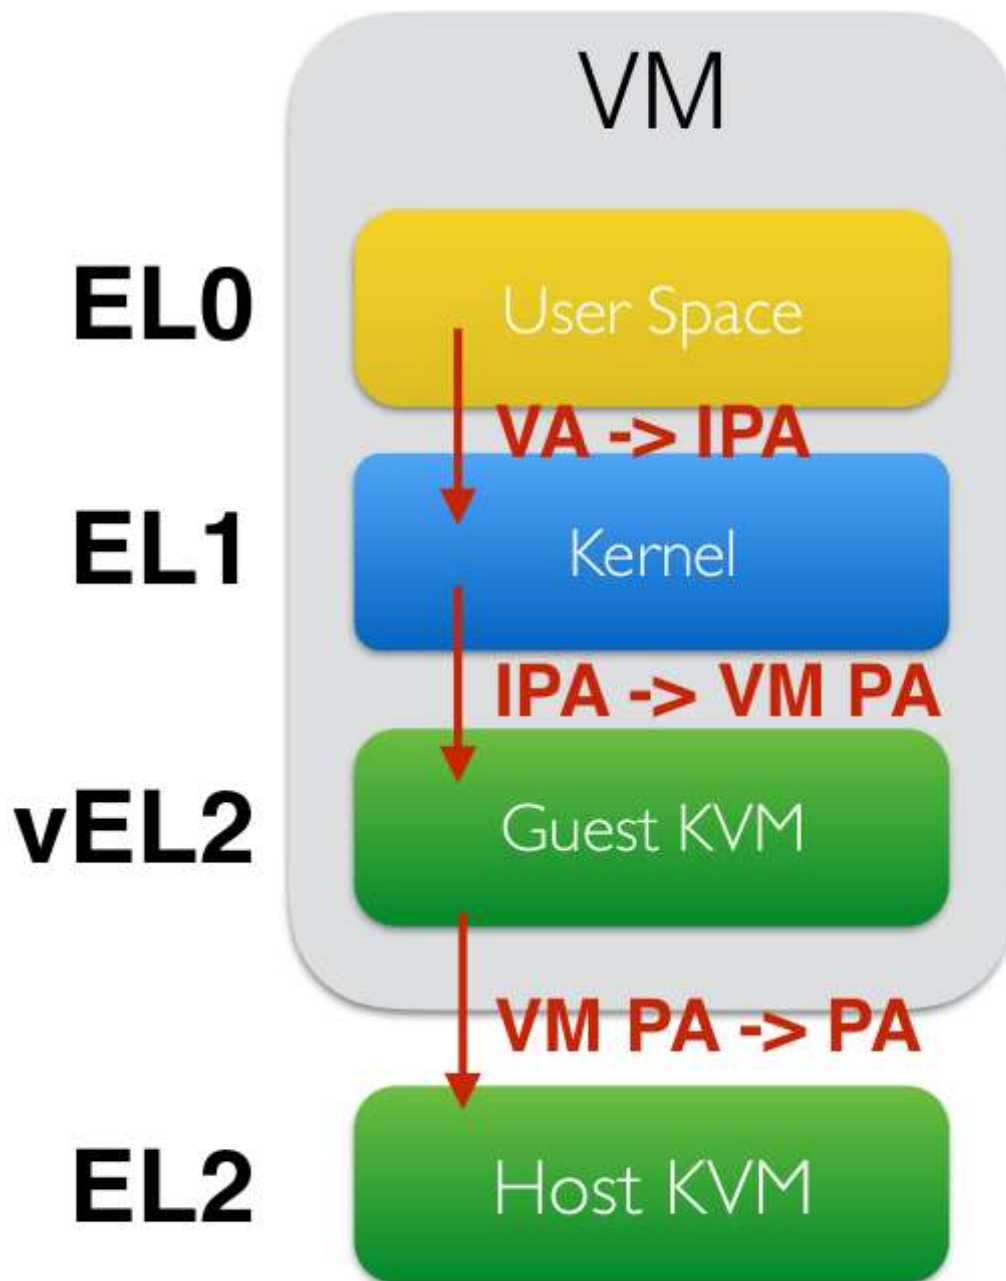 VM
EL0
User Space
VA -> IPA
EL1
Kernel
IPA -> VM PA
vEL2
Guest KVM
VM PA -> PA
EL2
Host KVM